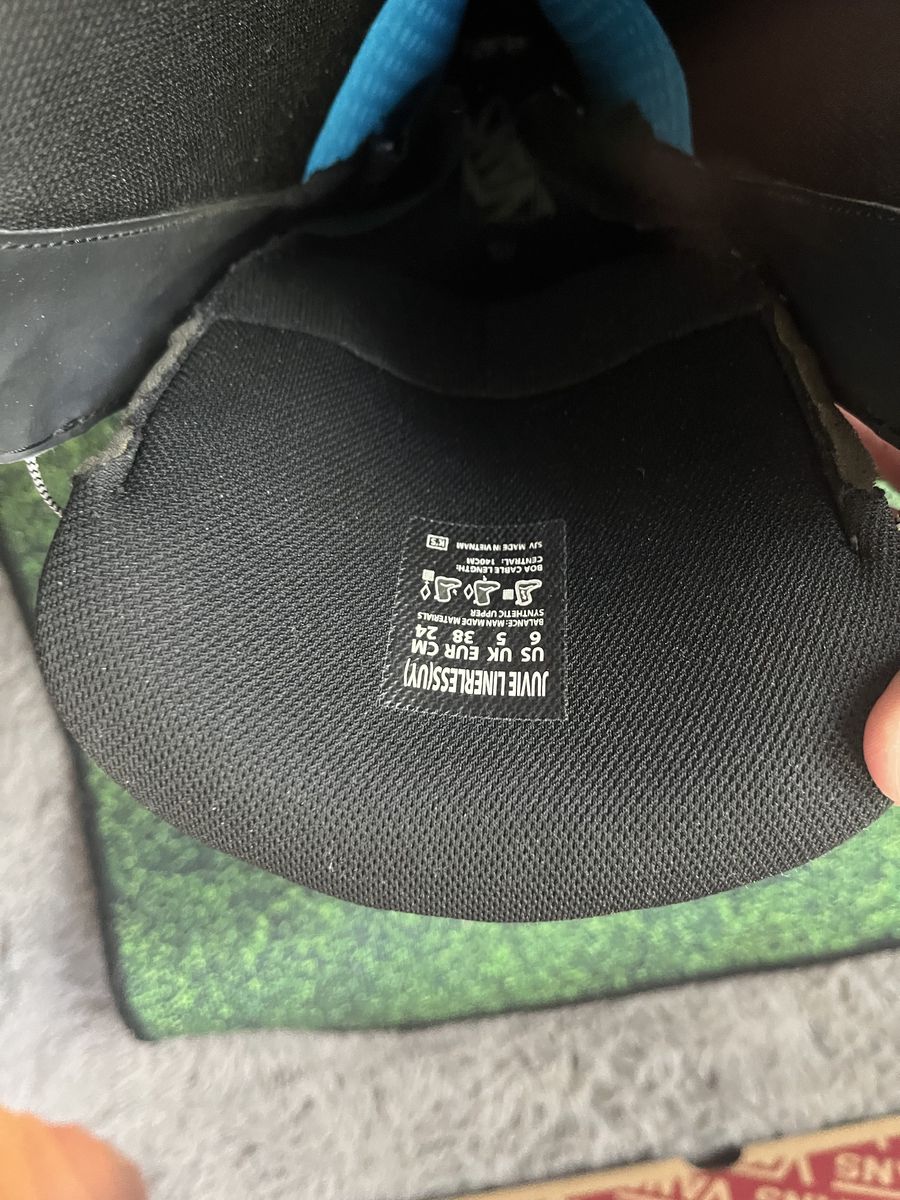 JUVIE LINERLESS(UY)
US UK EUR CM
6 5 38 24
BALANCE: MAN MADE MATERIALS
SYNTHETIC UPPER
BOA CABLE LENGTH:
CENTRAL: 140CM
SJV MADE IN VIETNAM
VANS